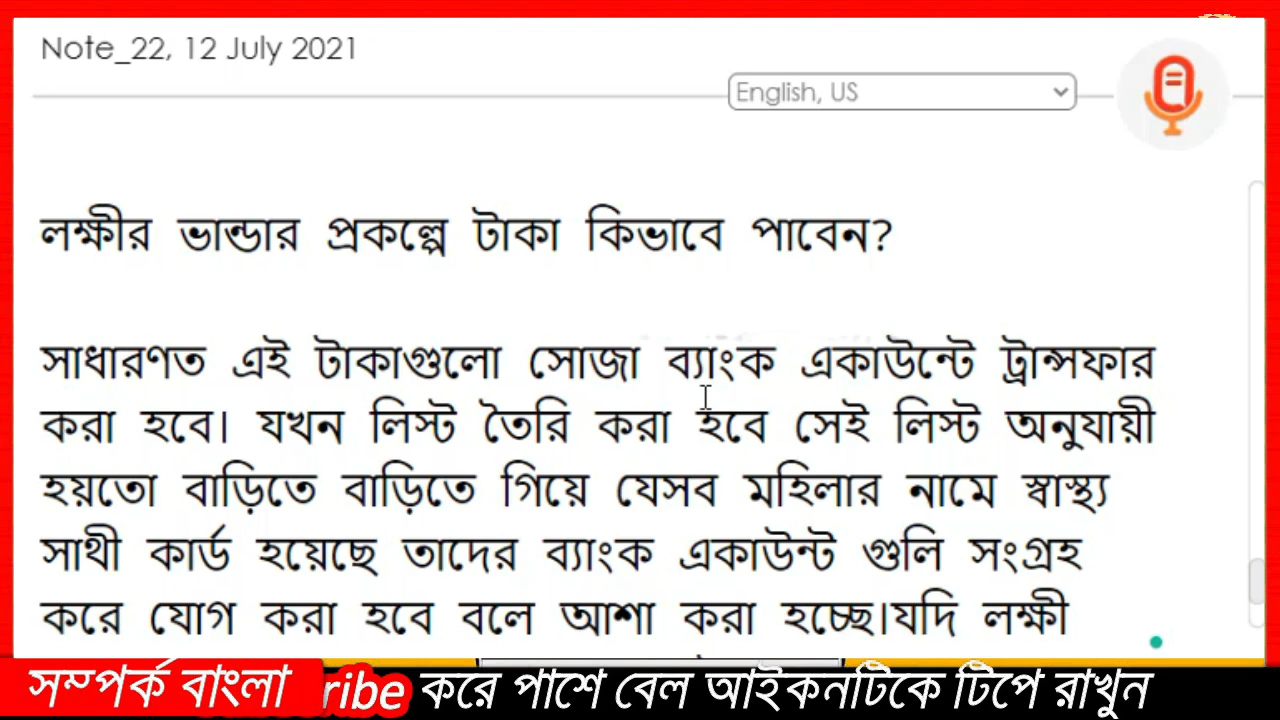 Note_22, 12 July 2021
English, US
লক্ষীর ভান্ডার প্রকল্পে টাকা কিভাবে পাবেন?
সাধারণত এই টাকাগুলো সোজা ব্যাংক একাউন্টে ট্রান্সফার
করা হবে। যখন লিস্ট তৈরি করা হবে সেই লিস্ট অনুযায়ী
হয়তো বাড়িতে বাড়িতে গিয়ে যেসব মহিলার নামে স্বাস্থ্য
সাথী কার্ড হয়েছে তাদের ব্যাংক একাউন্ট গুলি সংগ্রহ
করে যোগ করা হবে বলে আশা করা হচ্ছে।যদি লক্ষী
সম্পর্ক বাংলা ribe করে পাশে বেল আইকনটিকে টিপে রাখুন